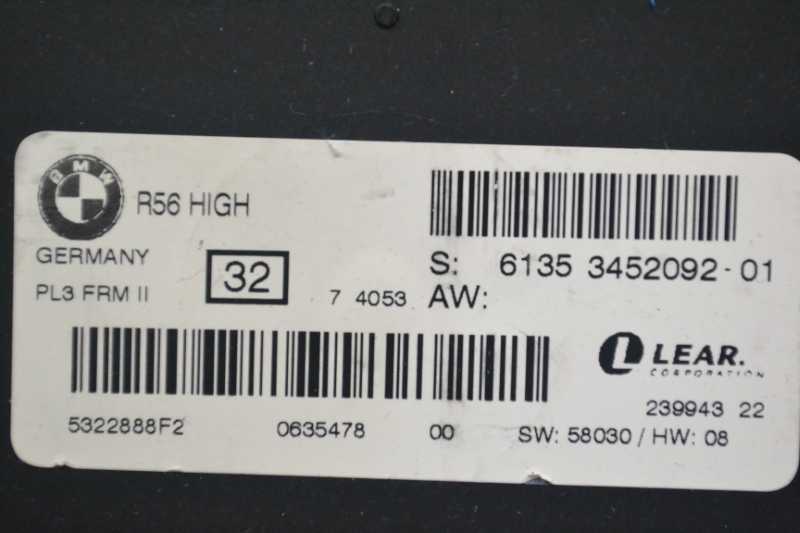 BMW
R56 HIGH
GERMANY
PL3 FRM II
32
7 4053
S: 6135 3452092-01
AW:
LEAR.
CORPORATION
239943 22
5322888F2 0635478 00 SW: 58030 / HW: 08